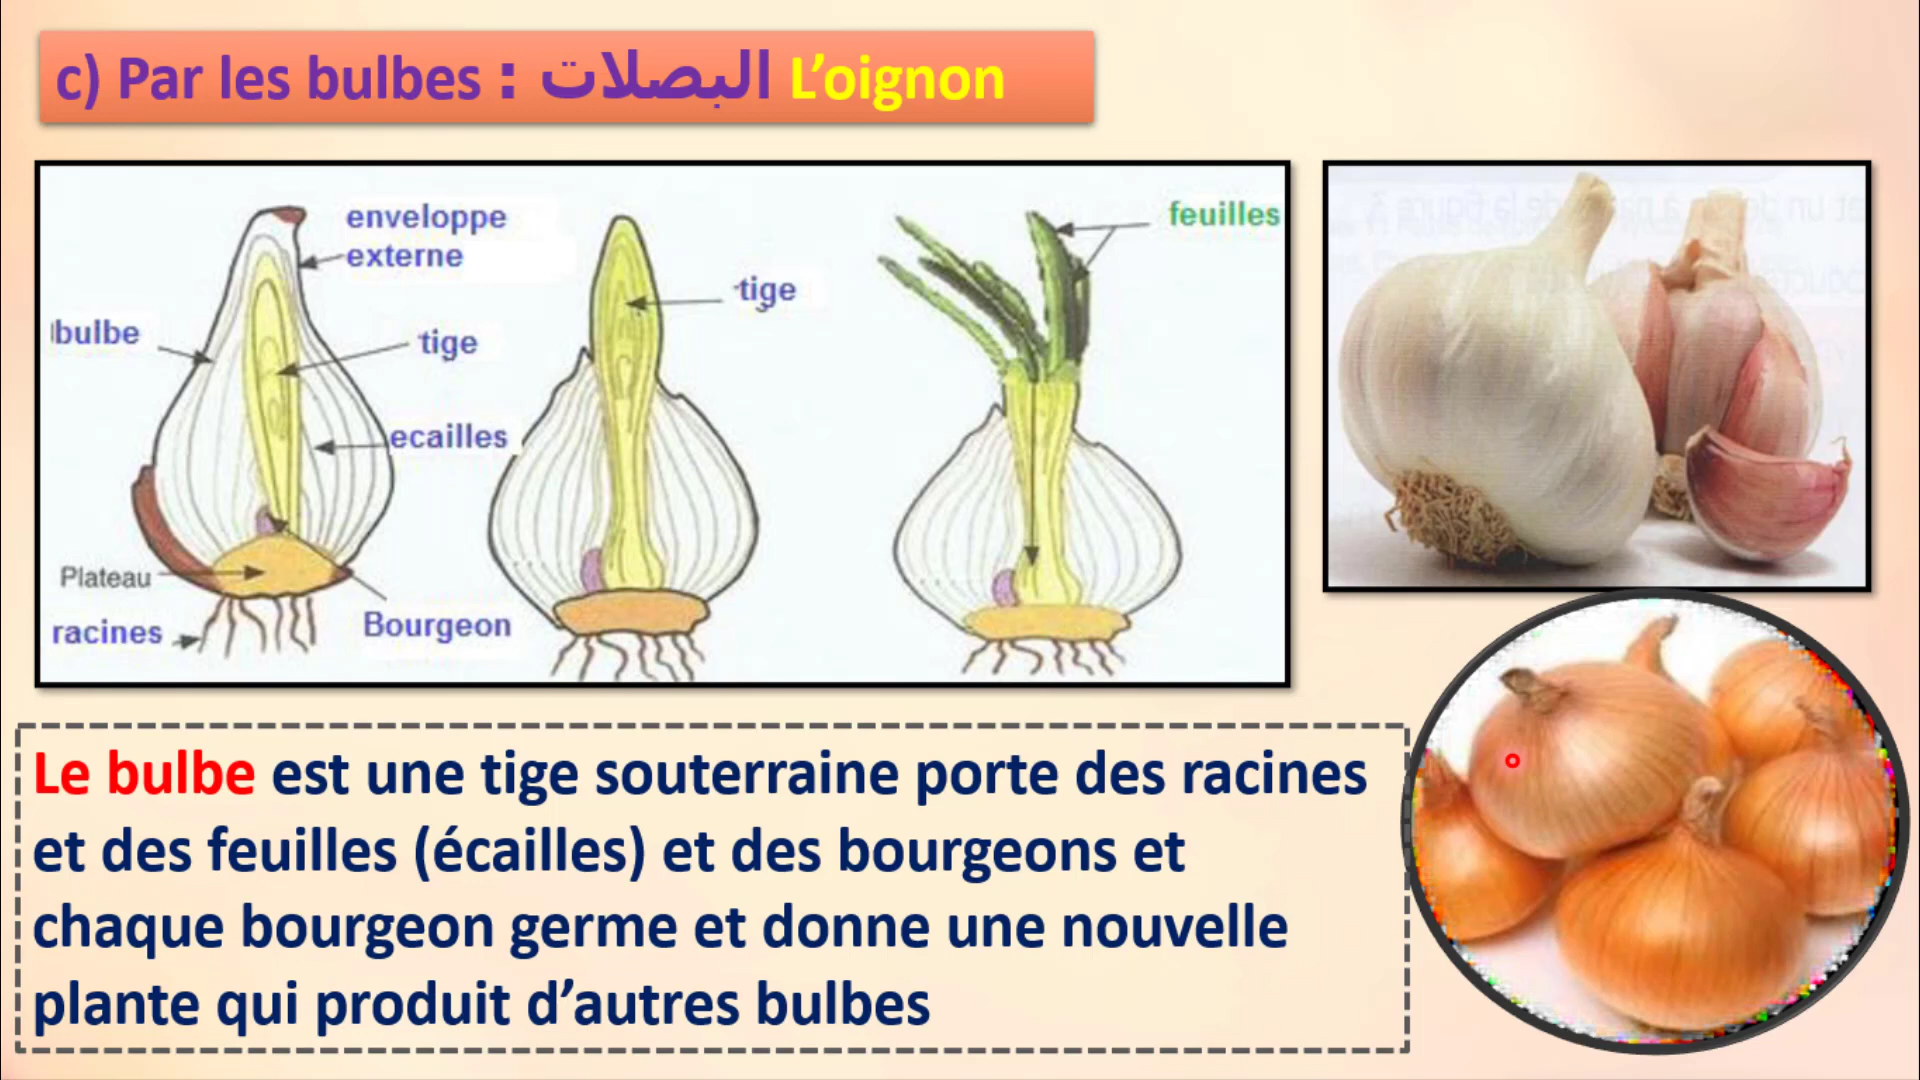 c) Par les bulbes : البصلات L’oignon
enveloppe
externe
bulbe
tige
ecailles
Plateau
racines
Bourgeon
tige
feuilles
Le bulbe est une tige souterraine porte des racines
et des feuilles (écailles) et des bourgeons et
chaque bourgeon germe et donne une nouvelle
plante qui produit d’autres bulbes